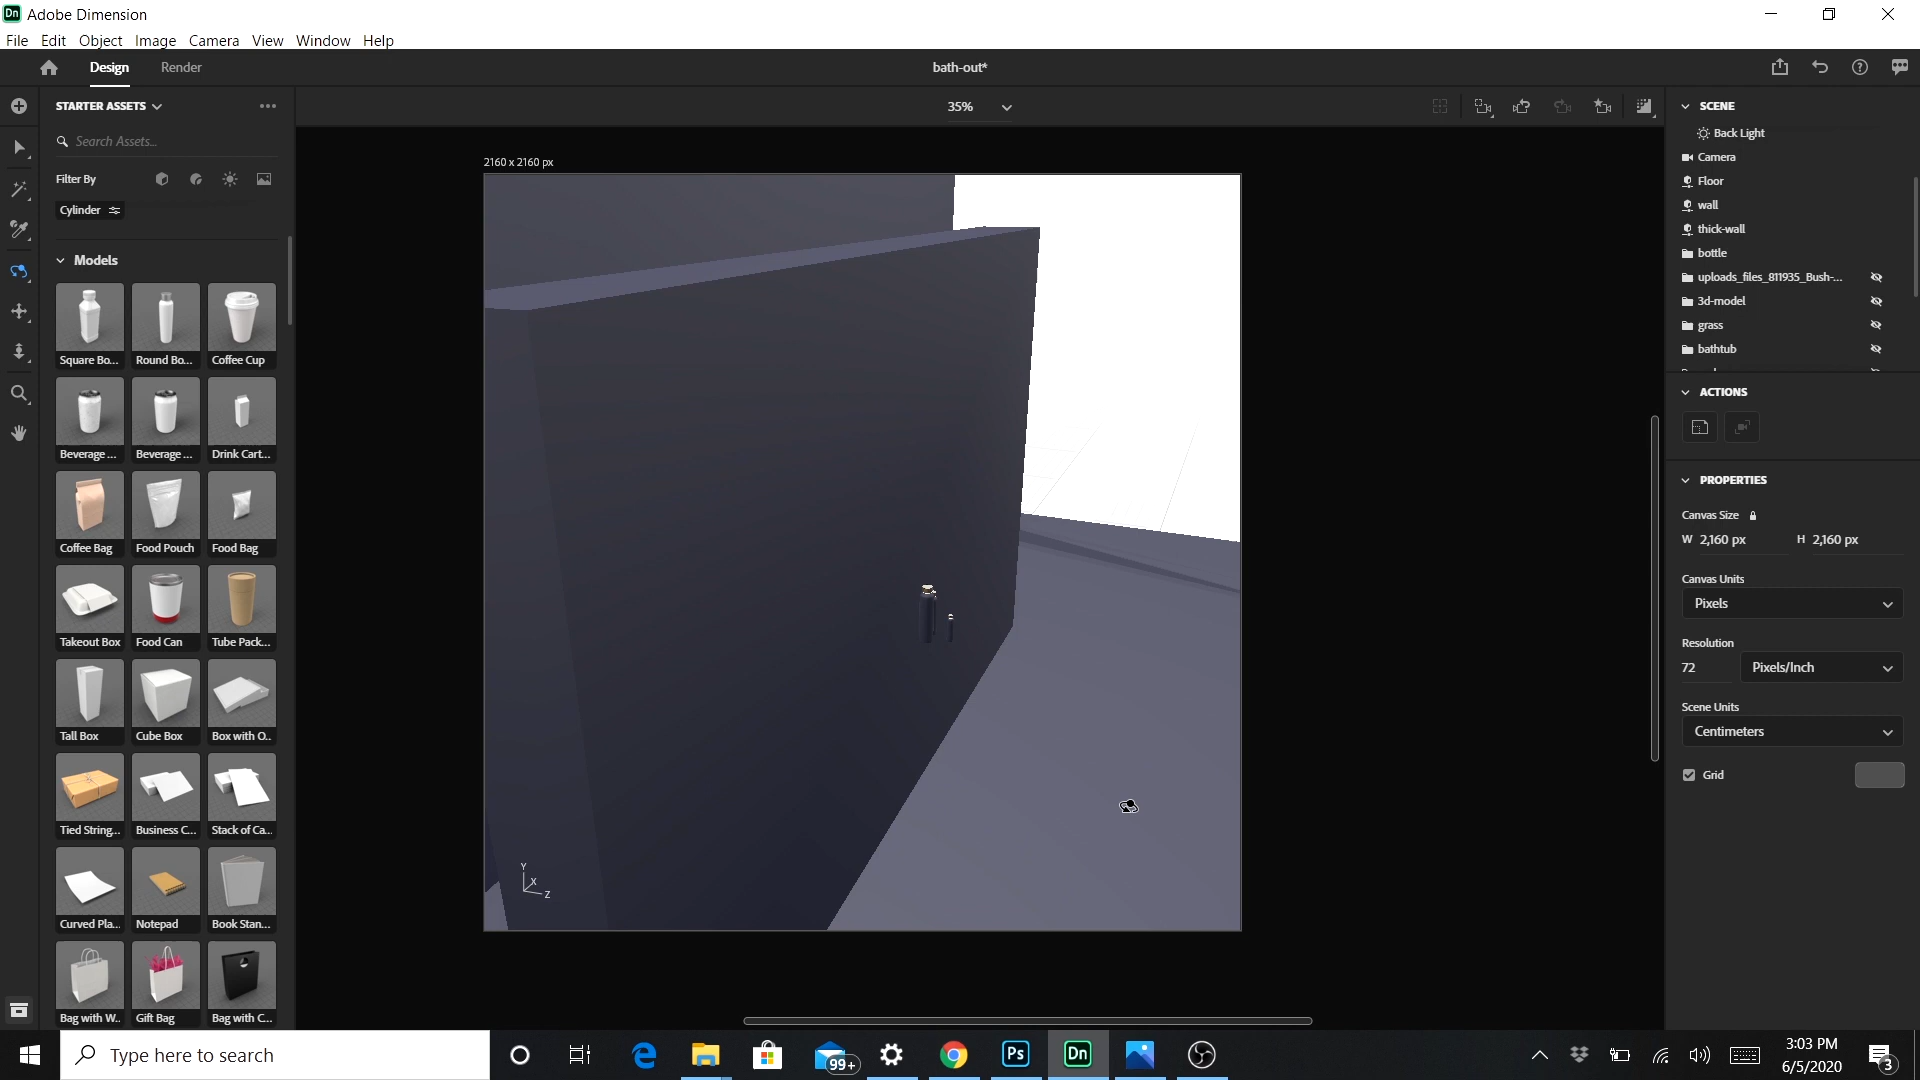 Dn Adobe Dimension
File Edit Object Image Camera View Window Help
Design Render bath-out*
STARTER ASSETS
35%
Search Assets...
Filter By
Cylinder
Models
Square Bo... Round Bo... Coffee Cup
Beverage ... Beverage ... Drink Cart...
Coffee Bag Food Pouch Food Bag
Takeout Box Food Can Tube Pack...
Tall Box Cube Box Box with O...
Tied String... Business C... Stack of Ca...
Curved Pla... Notepad Book Stan...
Bag with W... Gift Bag Bag with C...
2160 x 2160 px
Y
X
Z
SCENE
Back Light
Camera
Floor
wall
thick-wall
bottle
uploads_files_811935_Bush-...
3d-model
grass
bathtub
ACTIONS
PROPERTIES
Canvas Size
W 2,160 px H 2,160 px
Canvas Units
Pixels
Resolution
72 Pixels/Inch
Scene Units
Centimeters
Grid
Type here to search
99+
Ps
Dn
3:03 PM
6/5/2020
3